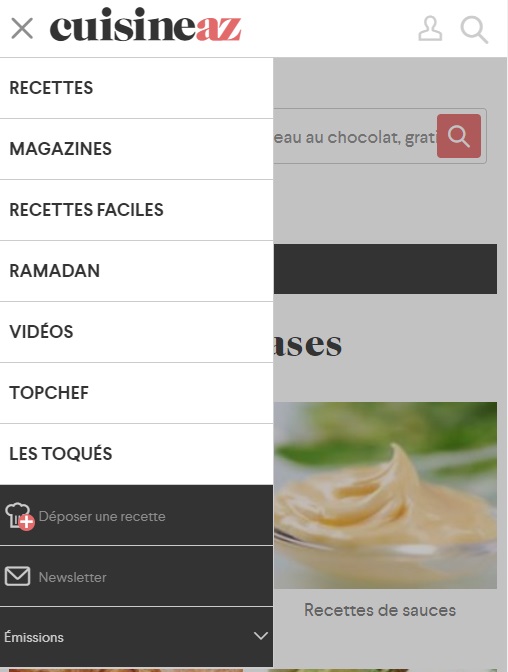 cuisineaz
RECETTES
MAGAZINES
RECETTES FACILES
RAMADAN
VIDÉOS
TOPCHEF
LES TOQUÉS
Déposer une recette
Newsletter
Émissions
eau au chocolat, grati
ases
Recettes de sauces